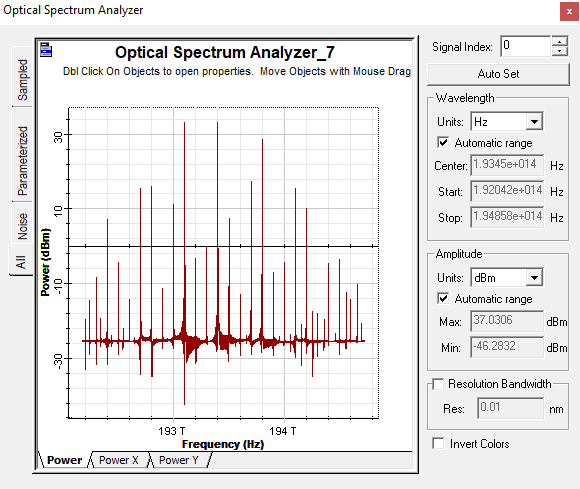 Optical Spectrum Analyzer
x
Optical Spectrum Analyzer_7
Dbl Click On Objects to open properties. Move Objects with Mouse Drag
Sampled
Parameterized
Noise
All
Power (dBm)
30
10
-10
-30
193 T
194 T
Frequency (Hz)
Power
Power X
Power Y
Signal Index: 0
Auto Set
Wavelength
Units: Hz
Automatic range
Center: 1.9345e+014 Hz
Start: 1.92042e+014 Hz
Stop: 1.94858e+014 Hz
Amplitude
Units: dBm
Automatic range
Max: 37.0306 dBm
Min: -46.2832 dBm
Resolution Bandwidth
Res: 0.01 nm
Invert Colors